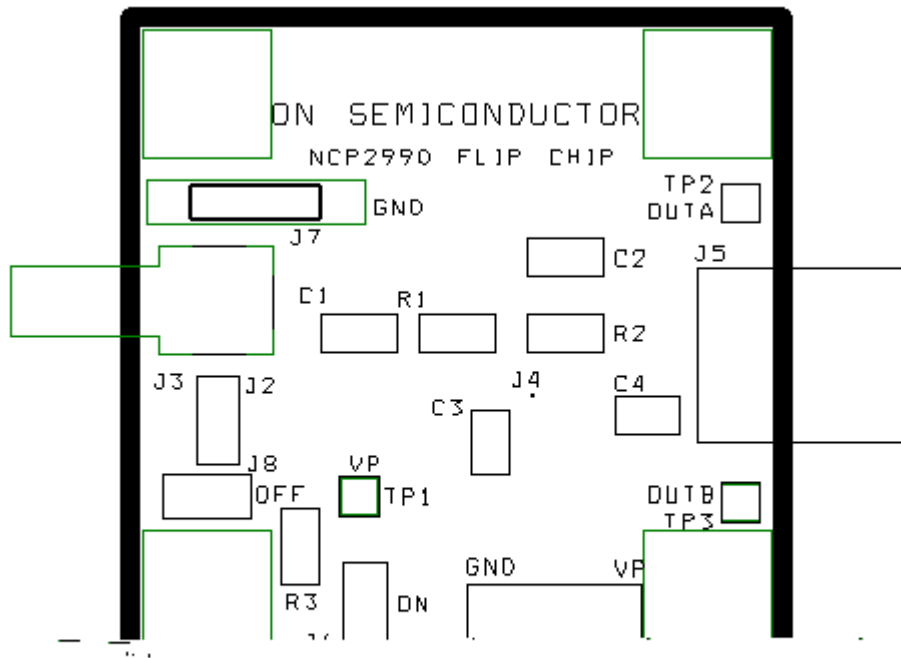 ON SEMICONDUCTOR
NCP2990 FLIP CHIP
TP2
GND
OUTA
J7
C2
J5
C1
R1
R2
J4
J3
J2
C4
C3
VP
J8
OFF
TP1
OUTB
TP3
GND
VP
R3
ON